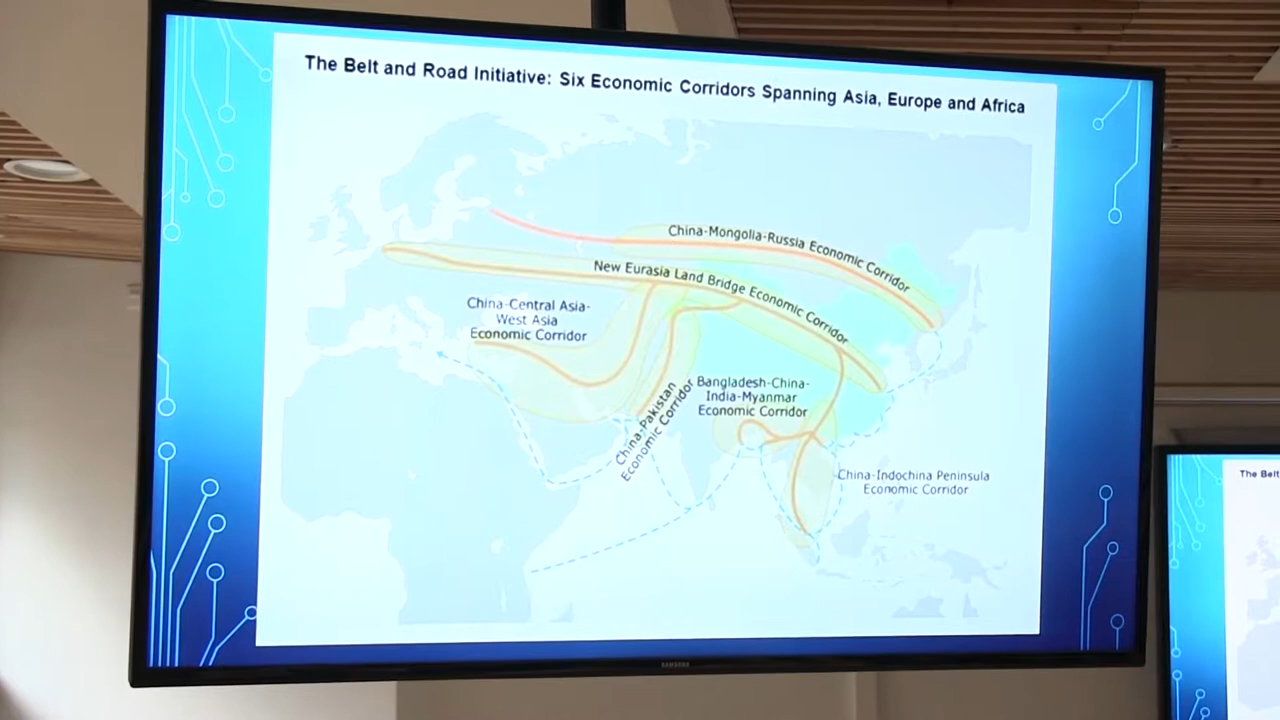 The Belt and Road Initiative: Six Economic Corridors Spanning Asia, Europe and Africa
China-Mongolia-Russia Economic Corridor
New Eurasia Land Bridge Economic Corridor
China-Central Asia-
West Asia
Economic Corridor
China-Pakistan
Economic Corridor
Bangladesh-China-
India-Myanmar
Economic Corridor
China-Indochina Peninsula
Economic Corridor
SAMSUNG
The Belt